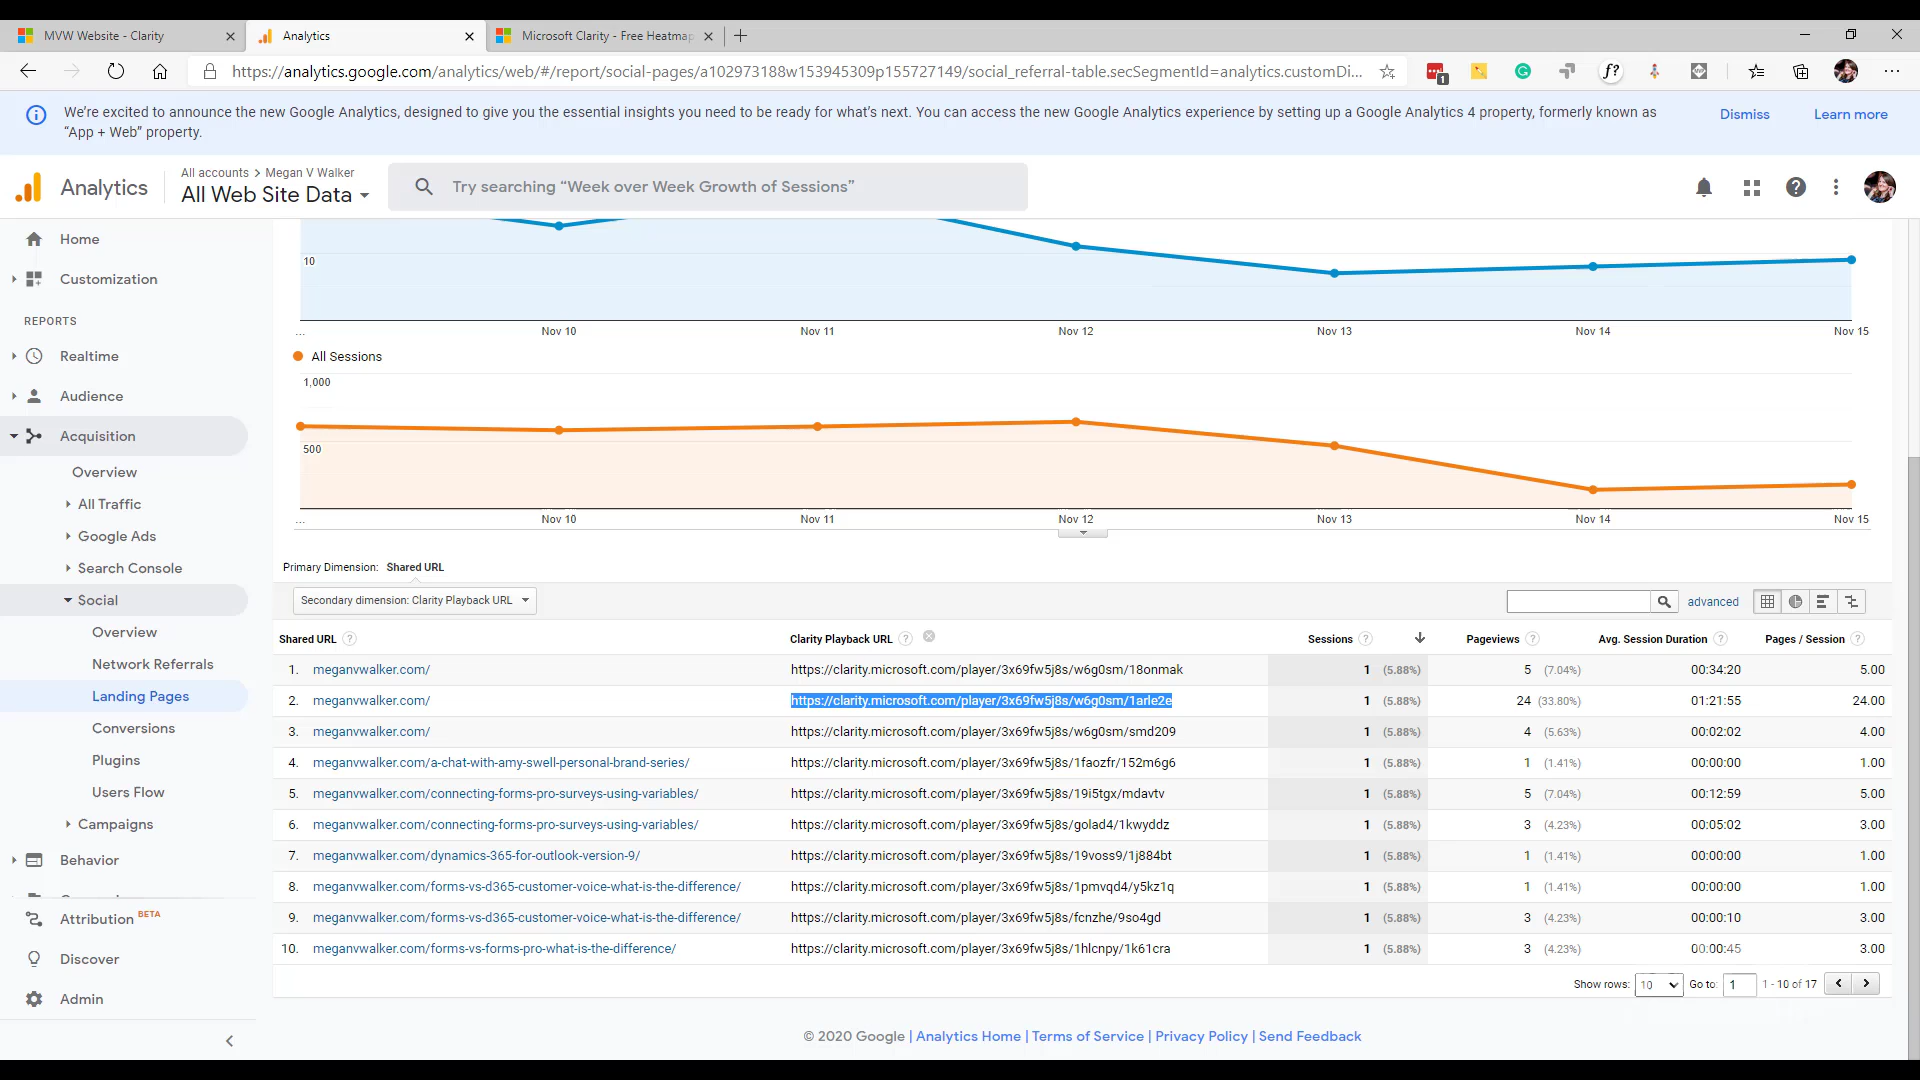 MVW Website - Clarity
Analytics
Microsoft Clarity - Free Heatmap
https://analytics.google.com/analytics/web/#/report/social-pages/a102973188w153945309p155727149/social_referral-table.secSegmentId=analytics.customDi...
1
f?
We're excited to announce the new Google Analytics, designed to give you the essential insights you need to be ready for what's next. You can access the new Google Analytics experience by setting up a Google Analytics 4 property, formerly known as
"App + Web" property.
Dismiss
Learn more
Analytics
All accounts > Megan V Walker
All Web Site Data
Try searching "Week over Week Growth of Sessions"
Home
Customization
REPORTS
Realtime
Audience
Acquisition
Overview
All Traffic
Google Ads
Search Console
Social
Overview
Network Referrals
Landing Pages
Conversions
Plugins
Users Flow
Campaigns
Behavior
Attribution BETA
Discover
Admin
10
... Nov 10 Nov 11 Nov 12 Nov 13 Nov 14 Nov 15
All Sessions
1,000
500
... Nov 10 Nov 11 Nov 12 Nov 13 Nov 14 Nov 15
Primary Dimension: Shared URL
Secondary dimension: Clarity Playback URL
advanced
Shared URL ? Clarity Playback URL ? Sessions ? Pageviews ? Avg. Session Duration ? Pages / Session ?
1. meganvwalker.com/ https://clarity.microsoft.com/player/3x69fw5j8s/w6g0sm/18onmak 1 (5.88%) 5 (7.04%) 00:34:20 5.00
2. meganvwalker.com/ https://clarity.microsoft.com/player/3x69fw5j8s/w6g0sm/1arle2e 1 (5.88%) 24 (33.80%) 01:21:55 24.00
3. meganvwalker.com/ https://clarity.microsoft.com/player/3x69fw5j8s/w6g0sm/smd209 1 (5.88%) 4 (5.63%) 00:02:02 4.00
4. meganvwalker.com/a-chat-with-amy-swell-personal-brand-series/ https://clarity.microsoft.com/player/3x69fw5j8s/1faozfr/152m6g6 1 (5.88%) 1 (1.41%) 00:00:00 1.00
5. meganvwalker.com/connecting-forms-pro-surveys-using-variables/ https://clarity.microsoft.com/player/3x69fw5j8s/19i5tgx/mdavtv 1 (5.88%) 5 (7.04%) 00:12:59 5.00
6. meganvwalker.com/connecting-forms-pro-surveys-using-variables/ https://clarity.microsoft.com/player/3x69fw5j8s/golad4/1kwyddz 1 (5.88%) 3 (4.23%) 00:05:02 3.00
7. meganvwalker.com/dynamics-365-for-outlook-version-9/ https://clarity.microsoft.com/player/3x69fw5j8s/19voss9/1j884bt 1 (5.88%) 1 (1.41%) 00:00:00 1.00
8. meganvwalker.com/forms-vs-d365-customer-voice-what-is-the-difference/ https://clarity.microsoft.com/player/3x69fw5j8s/1pmvqd4/y5kz1q 1 (5.88%) 1 (1.41%) 00:00:00 1.00
9. meganvwalker.com/forms-vs-d365-customer-voice-what-is-the-difference/ https://clarity.microsoft.com/player/3x69fw5j8s/fcnzhe/9so4gd 1 (5.88%) 3 (4.23%) 00:00:10 3.00
10. meganvwalker.com/forms-vs-forms-pro-what-is-the-difference/ https://clarity.microsoft.com/player/3x69fw5j8s/1hlcnpy/1k61cra 1 (5.88%) 3 (4.23%) 00:00:45 3.00
Show rows: 10 Go to: 1 1 - 10 of 17
© 2020 Google | Analytics Home | Terms of Service | Privacy Policy | Send Feedback